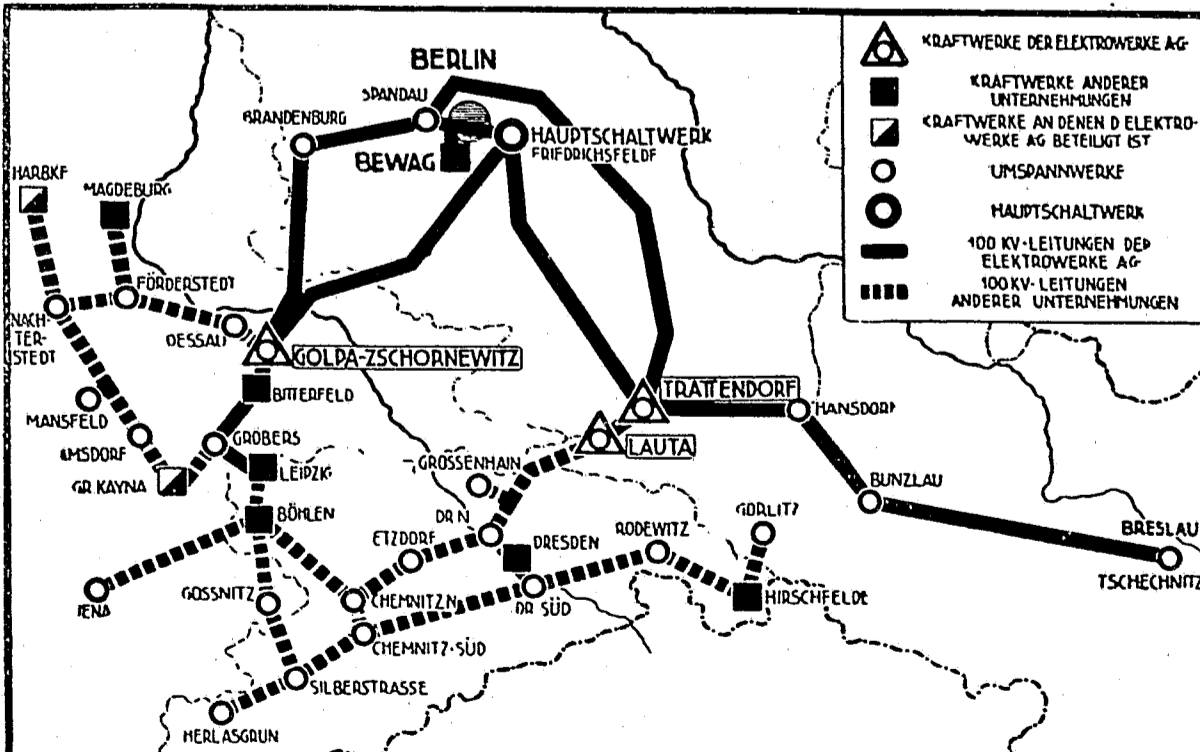 BERLIN
SPANDAU
BRANDENBURG
HAUPTSCHALTWERK
FRIEDRICHSFELDE
BEWAG
HARBKE
MAGDEBURG
FÖRDERSTEDT
NACH-
TER-
STEDT
DESSAU
GOLPA-ZSCHORNEWITZ
BITTERFELD
TRATTENDORF
HANSDORF
MANSFELD
AMSDORF
GRÖBERS
LAUTA
GR. KAYNA
LEIPZIG
GROSSENHAIN
BUNZLAU
BÖHLEN
DR N
GÖRLITZ
RODEWITZ
BRESLAU
ETZDORF
DRESDEN
TSCHECHNITZ
JENA
GÖSSNITZ
CHEMNITZ N
DR SÜD
HIRSCHFELDE
CHEMNITZ-SÜD
SILBERSTRASSE
HERLASGRUN
KRAFTWERKE DER ELEKTROWERKE AG
KRAFTWERKE ANDERER
UNTERNEHMUNGEN
KRAFTWERKE AN DENEN D ELEKTRO-
WERKE AG BETEILIGT IST
UMSPANNWERKE
HAUPTSCHALTWERK
100 KV-LEITUNGEN DER
ELEKTROWERKE AG
100 KV-LEITUNGEN
ANDERER UNTERNEHMUNGEN